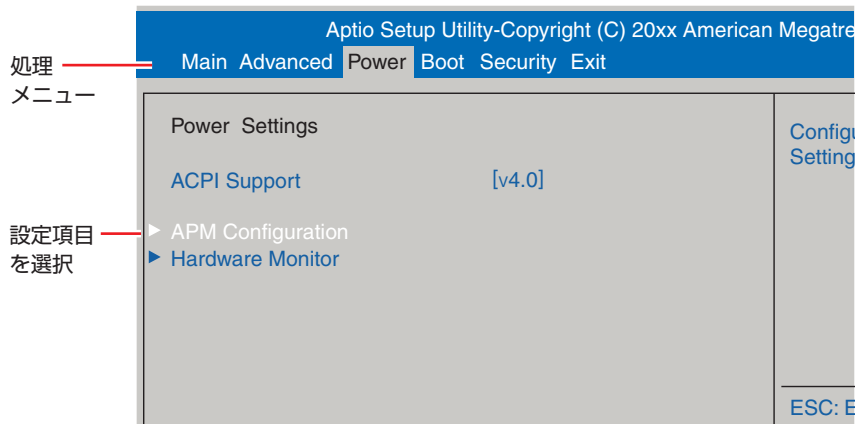 Aptio Setup Utility-Copyright (C) 20xx American Megatre
Main Advanced Power Boot Security Exit
処理
メニュー
Power Settings
ACPI Support [v4.0]
設定項目
を選択
APM Configuration
Hardware Monitor
Configu
Setting
ESC: E